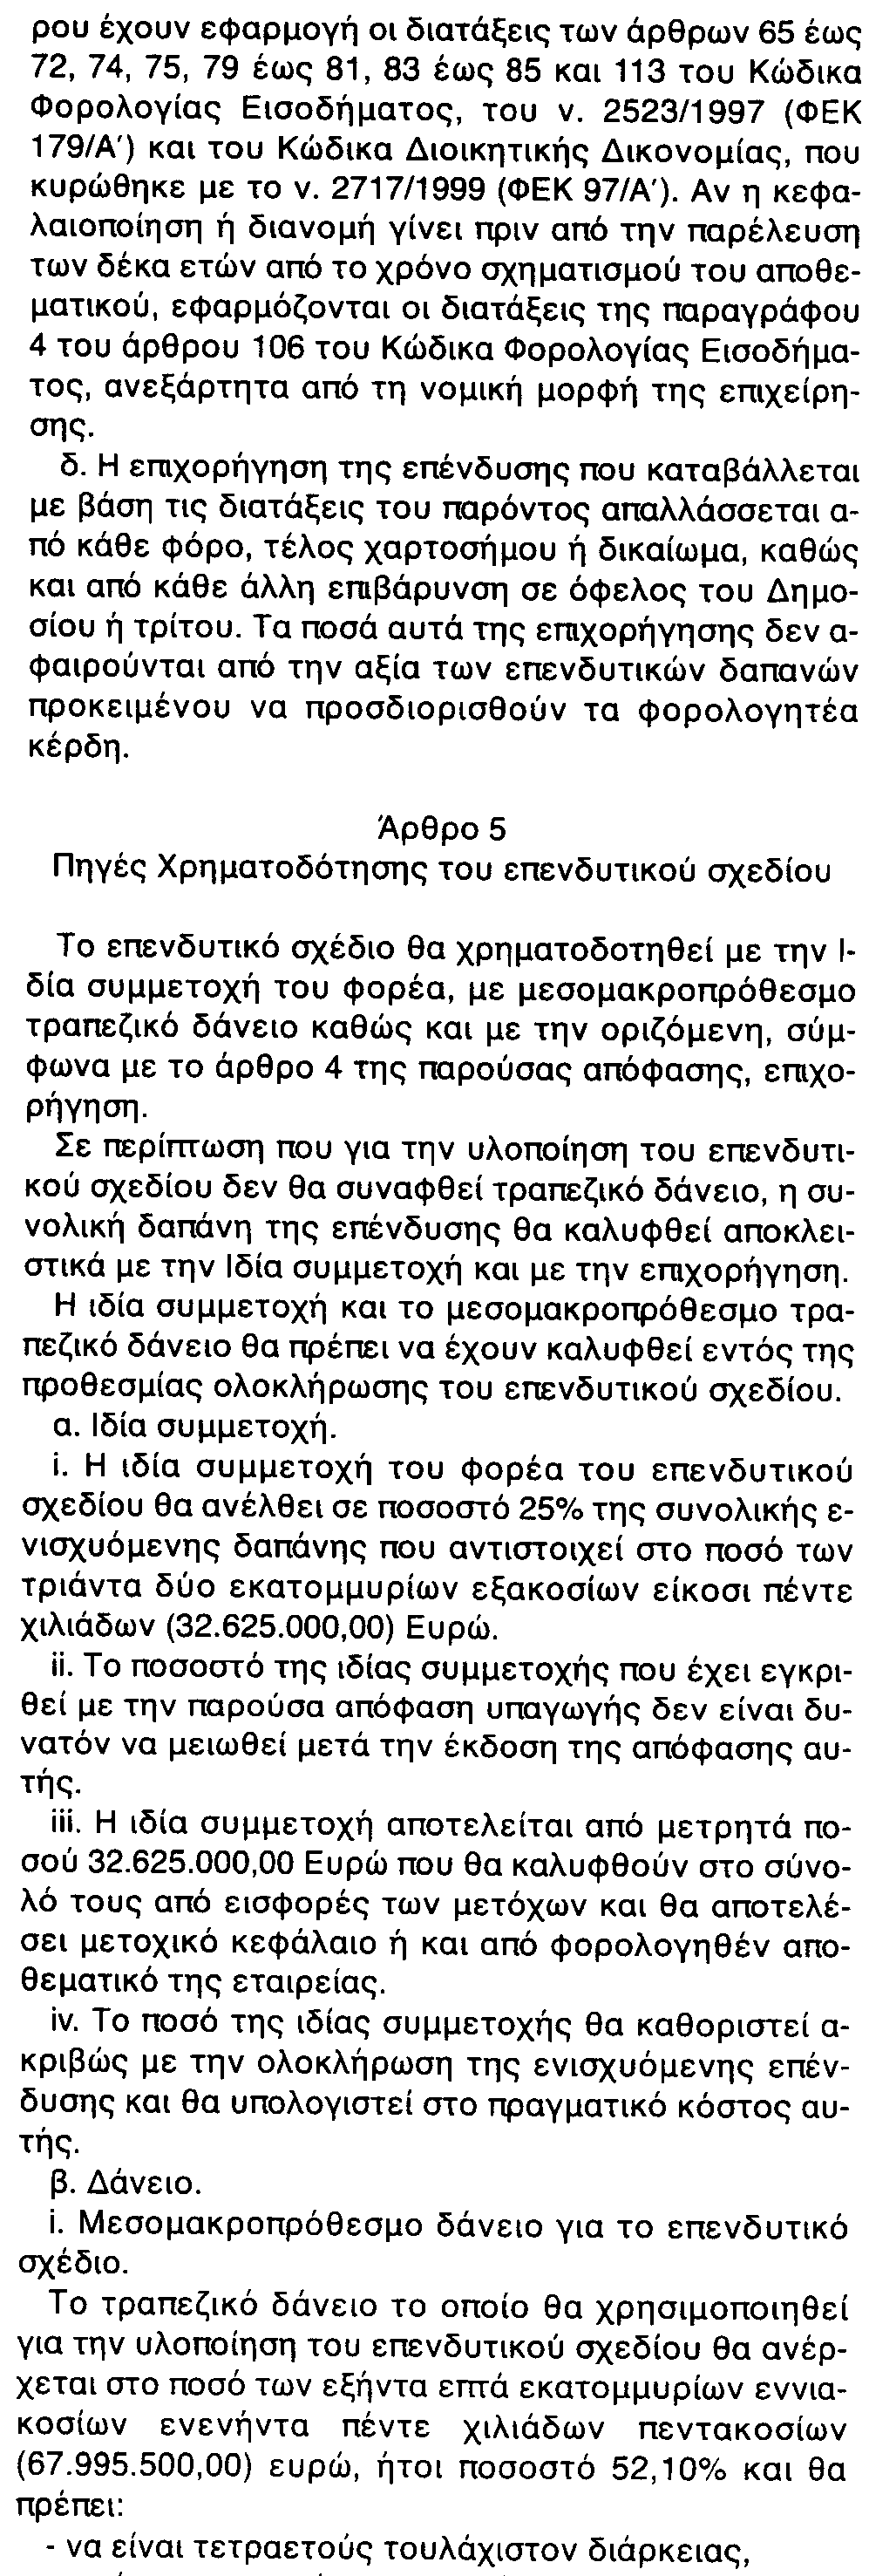 ρου έχουν εφαρμογή οι διατάξεις των άρθρων 65 έως
72, 74, 75, 79 έως 81, 83 έως 85 και 113 του Κώδικα
Φορολογίας Εισοδήματος, του ν. 2523/1997 (ΦΕΚ
179/Α') και του Κώδικα Διοικητικής Δικονομίας, που
κυρώθηκε με το ν. 2717/1999 (ΦΕΚ 97/Α'). Αν η κεφα-
λαιοποίηση ή διανομή γίνει πριν από την παρέλευση
των δέκα ετών από το χρόνο σχηματισμού του αποθε-
ματικού, εφαρμόζονται οι διατάξεις της παραγράφου
4 του άρθρου 106 του Κώδικα Φορολογίας Εισοδήμα-
τος, ανεξάρτητα από τη νομική μορφή της επιχείρη-
σης.
δ. Η επιχορήγηση της επένδυσης που καταβάλλεται
με βάση τις διατάξεις του παρόντος απαλλάσσεται α-
πό κάθε φόρο, τέλος χαρτοσήμου ή δικαίωμα, καθώς
και από κάθε άλλη επιβάρυνση σε όφελος του Δημο-
σίου ή τρίτου. Τα ποσά αυτά της επιχορήγησης δεν α-
φαιρούνται από την αξία των επενδυτικών δαπανών
προκειμένου να προσδιορισθούν τα φορολογητέα
κέρδη.
Άρθρο 5
Πηγές Χρηματοδότησης του επενδυτικού σχεδίου
Το επενδυτικό σχέδιο θα χρηματοδοτηθεί με την Ι-
δία συμμετοχή του φορέα, με μεσομακροπρόθεσμο
τραπεζικό δάνειο καθώς και με την οριζόμενη, σύμ-
φωνα με το άρθρο 4 της παρούσας απόφασης, επιχο-
ρήγηση.
Σε περίπτωση που για την υλοποίηση του επενδυτι-
κού σχεδίου δεν θα συναφθεί τραπεζικό δάνειο, η συ-
νολική δαπάνη της επένδυσης θα καλυφθεί αποκλει-
στικά με την Ιδία συμμετοχή και με την επιχορήγηση.
Η ιδία συμμετοχή και το μεσομακροπρόθεσμο τρα-
πεζικό δάνειο θα πρέπει να έχουν καλυφθεί εντός της
προθεσμίας ολοκλήρωσης του επενδυτικού σχεδίου.
α. Ιδία συμμετοχή.
i. Η ιδία συμμετοχή του φορέα του επενδυτικού
σχεδίου θα ανέλθει σε ποσοστό 25% της συνολικής ε-
νισχυόμενης δαπάνης που αντιστοιχεί στο ποσό των
τριάντα δύο εκατομμυρίων εξακοσίων είκοσι πέντε
χιλιάδων (32.625.000,00) Ευρώ.
ii. Το ποσοστό της ιδίας συμμετοχής που έχει εγκρι-
θεί με την παρούσα απόφαση υπαγωγής δεν είναι δυ-
νατόν να μειωθεί μετά την έκδοση της απόφασης αυ-
τής.
iii. Η ιδία συμμετοχή αποτελείται από μετρητά πο-
σού 32.625.000,00 Ευρώ που θα καλυφθούν στο σύνο-
λό τους από εισφορές των μετόχων και θα αποτελέ-
σει μετοχικό κεφάλαιο ή και από φορολογηθέν απο-
θεματικό της εταιρείας.
iv. Το ποσό της ιδίας συμμετοχής θα καθοριστεί α-
κριβώς με την ολοκλήρωση της ενισχυόμενης επέν-
δυσης και θα υπολογιστεί στο πραγματικό κόστος αυ-
τής.
β. Δάνειο.
i. Μεσομακροπρόθεσμο δάνειο για το επενδυτικό
σχέδιο.
Το τραπεζικό δάνειο το οποίο θα χρησιμοποιηθεί
για την υλοποίηση του επενδυτικού σχεδίου θα ανέρ-
χεται στο ποσό των εξήντα επτά εκατομμυρίων εννια-
κοσίων ενενήντα πέντε χιλιάδων πεντακοσίων
(67.995.500,00) ευρώ, ήτοι ποσοστό 52,10% και θα
πρέπει:
- να είναι τετραετούς τουλάχιστον διάρκειας,